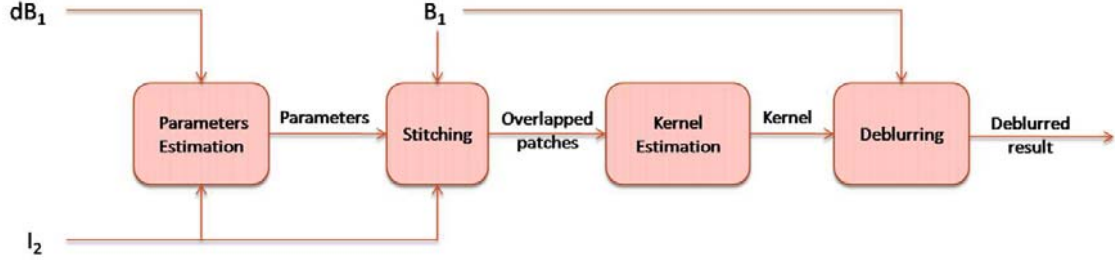 dB₁
B₁
Parameters
Estimation
Parameters
Stitching
Overlapped
patches
Kernel
Estimation
Kernel
Deblurring
Deblurred
result
I₂